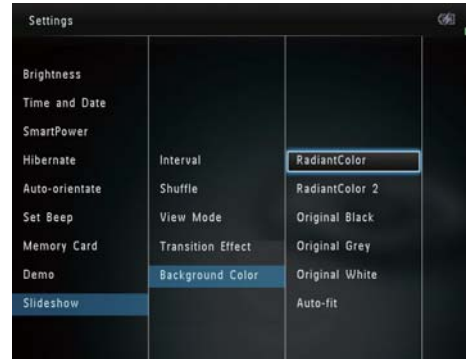 Settings
Brightness
Time and Date
SmartPower
Hibernate
Auto-orientate
Set Beep
Memory Card
Demo
Slideshow
Interval
Shuffle
View Mode
Transition Effect
Background Color
RadiantColor
RadiantColor 2
Original Black
Original Grey
Original White
Auto-fit